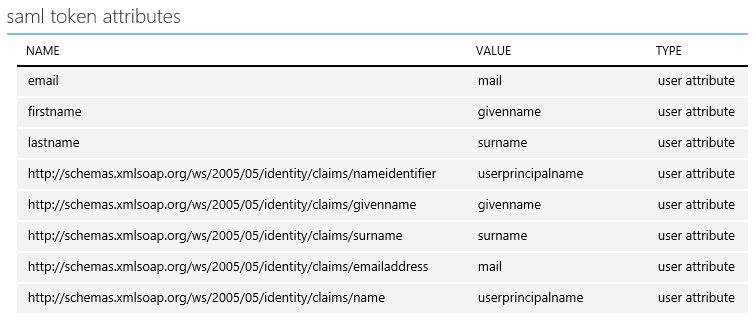 saml token attributes
NAME VALUE TYPE
email mail user attribute
firstname givenname user attribute
lastname surname user attribute
http://schemas.xmlsoap.org/ws/2005/05/identity/claims/nameidentifier userprincipalname user attribute
http://schemas.xmlsoap.org/ws/2005/05/identity/claims/givenname givenname user attribute
http://schemas.xmlsoap.org/ws/2005/05/identity/claims/surname surname user attribute
http://schemas.xmlsoap.org/ws/2005/05/identity/claims/emailaddress mail user attribute
http://schemas.xmlsoap.org/ws/2005/05/identity/claims/name userprincipalname user attribute